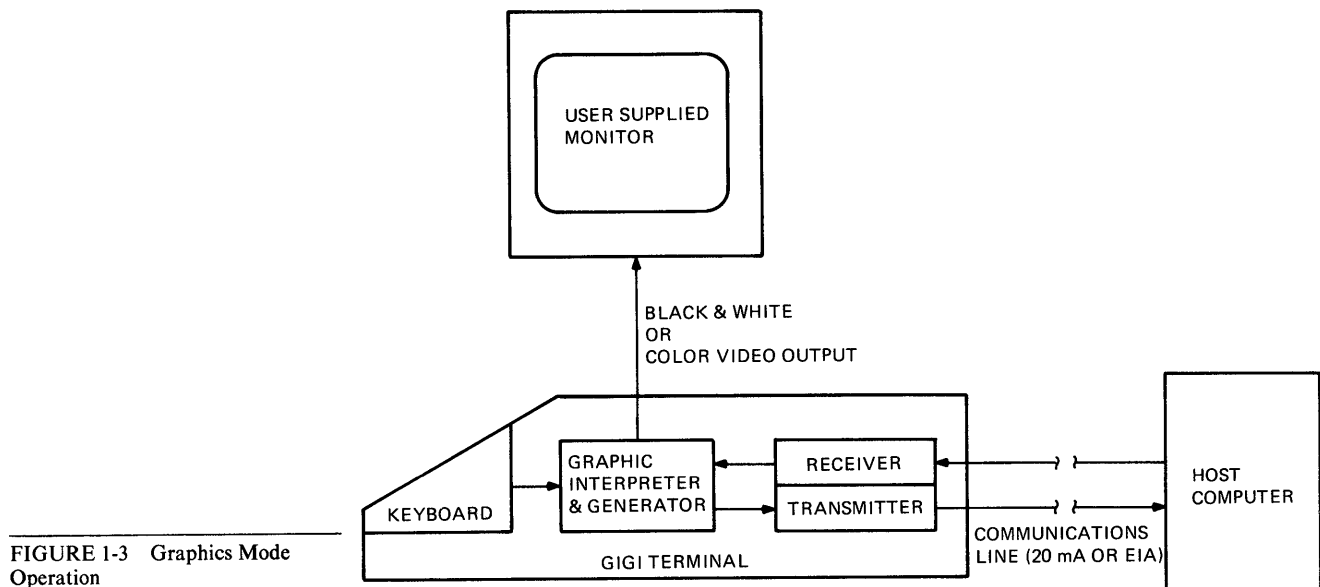 USER SUPPLIED
MONITOR
BLACK & WHITE
OR
COLOR VIDEO OUTPUT
GRAPHIC
INTERPRETER
& GENERATOR
RECEIVER
TRANSMITTER
KEYBOARD
GIGI TERMINAL
HOST
COMPUTER
COMMUNICATIONS
LINE (20 mA OR EIA)
FIGURE 1-3 Graphics Mode
Operation